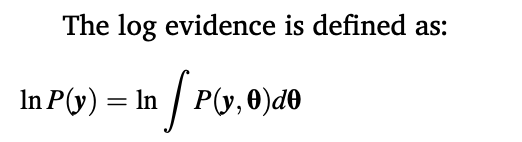 The log evidence is defined as:
ln P(y) = ln ∫ P(y, θ)dθ